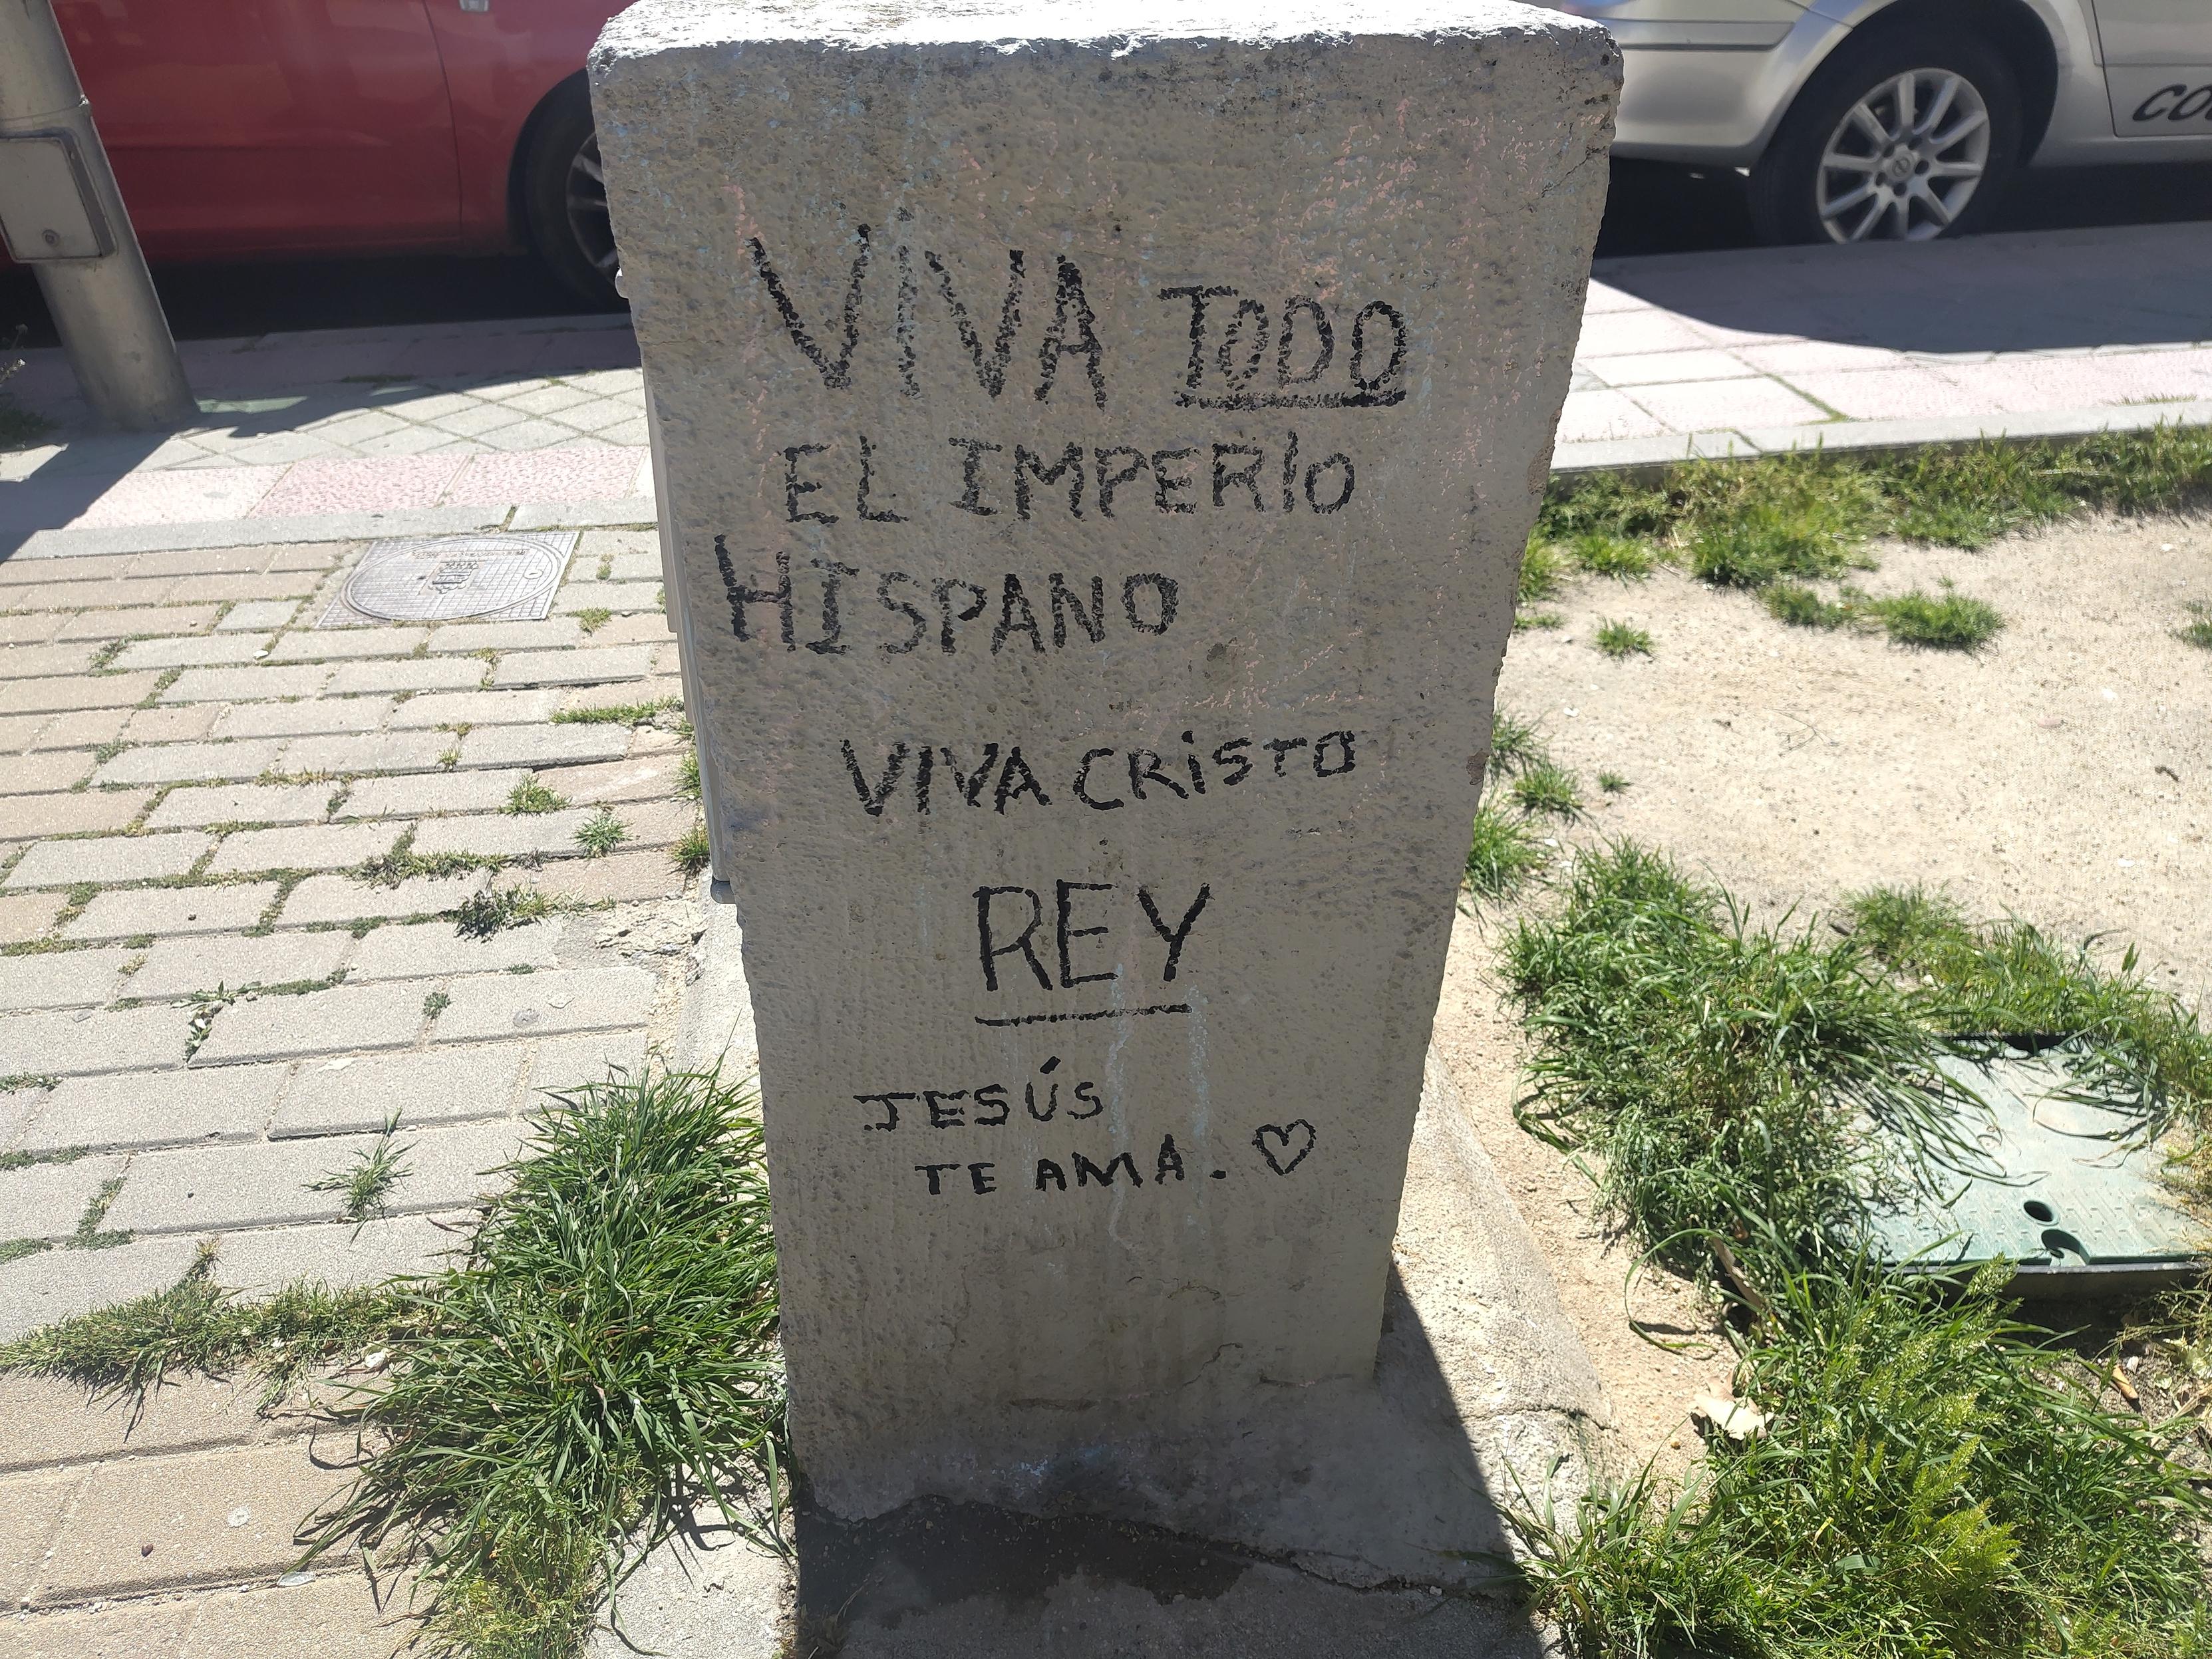 VIVA TODO
EL IMPERIO
HISPANO
VIVA CRISTO
REY
JESÚS
TE AMA. ♡